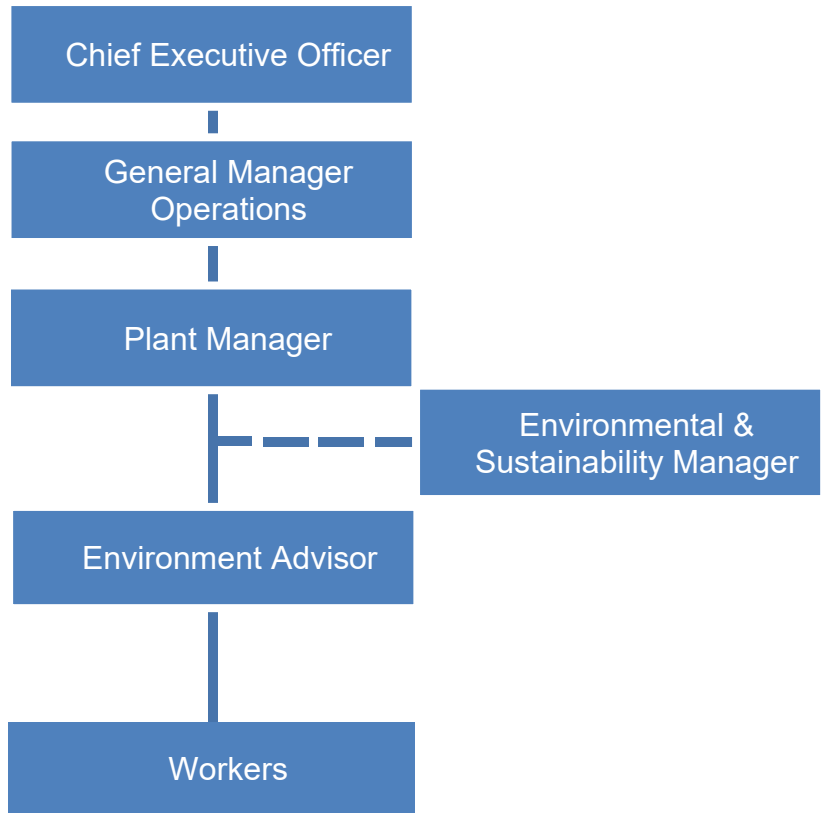 Chief Executive Officer
General Manager
Operations
Plant Manager
Environmental &
Sustainability Manager
Environment Advisor
Workers